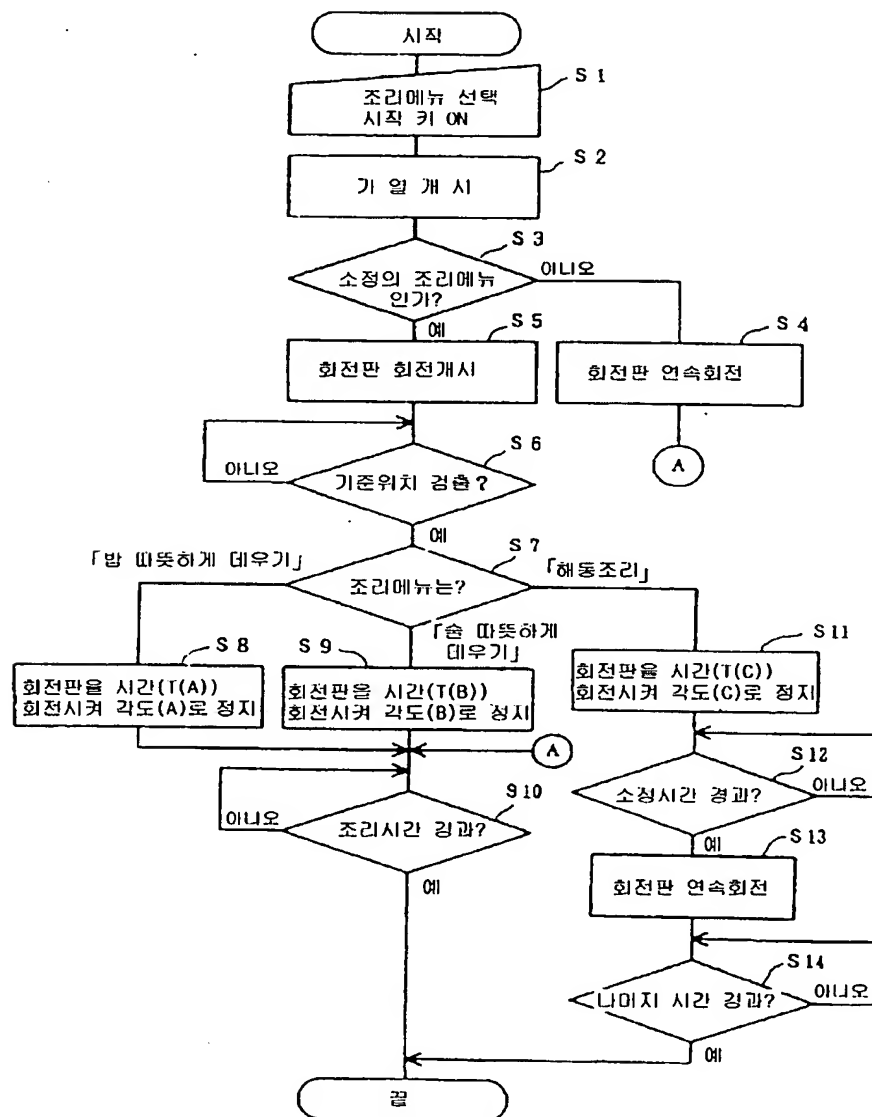 시작
S 1
조리메뉴 선택
시작 키 ON
S 2
가 열 개 시
S 3
소정의 조리메뉴
인가?
아니오
예
S 5
회전판 회전개시
S 4
회전판 연속회전
A
S 6
기준위치 검출?
아니오
예
S 7
조리메뉴는?
「밥 따뜻하게 데우기」
「해동조리」
「술 따뜻하게
데우기」
S 8
회전판을 시간(T(A))
회전시켜 각도(A)로 정지
S 9
회전판을 시간(T(B))
회전시켜 각도(B)로 정지
S11
회전판을 시간(T(C))
회전시켜 각도(C)로 정지
A
S10
조리시간 경과?
아니오
예
S12
소정시간 경과?
아니오
예
S13
회전판 연속회전
S14
나머지 시간 경과?
아니오
예
끝